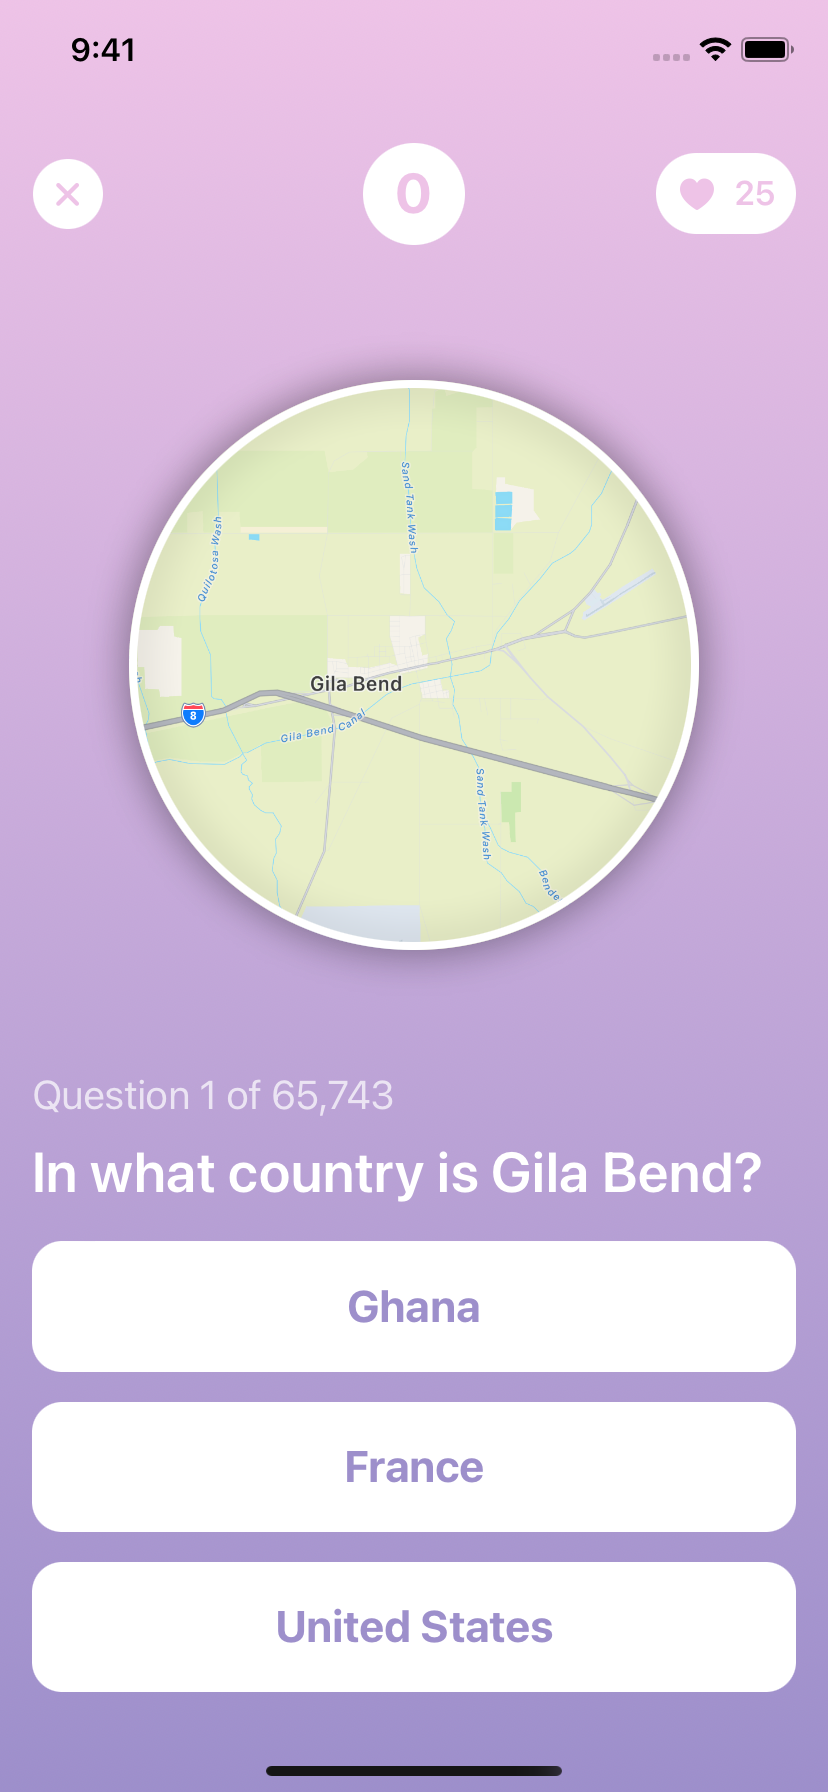 9:41
0
25
Sand Tank Wash
Quilotosa Wash
Gila Bend
8
Gila Bend Canal
Sand Tank Wash
Bende
Question 1 of 65,743
In what country is Gila Bend?
Ghana
France
United States